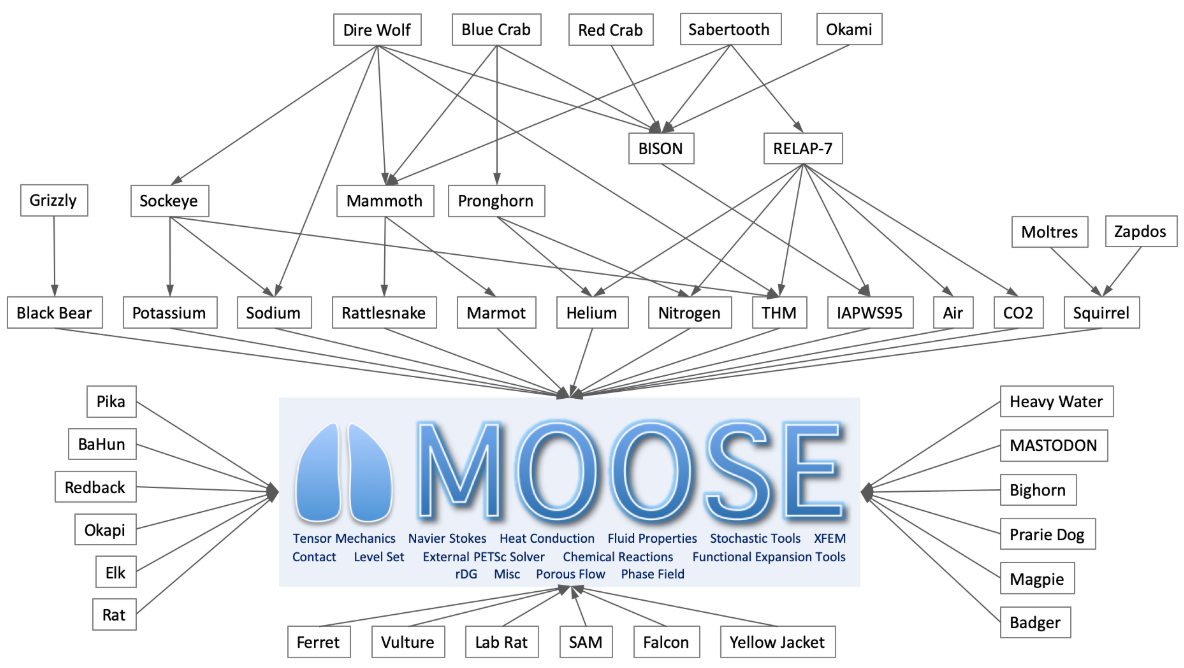 Dire Wolf
Blue Crab
Red Crab
Sabertooth
Okami
BISON
RELAP-7
Grizzly
Sockeye
Mammoth
Pronghorn
Moltres
Zapdos
Black Bear
Potassium
Sodium
Rattlesnake
Marmot
Helium
Nitrogen
THM
IAPWS95
Air
CO2
Squirrel
Pika
BaHun
Redback
Okapi
Elk
Rat
MOOSE
Tensor Mechanics Navier Stokes Heat Conduction Fluid Properties Stochastic Tools XFEM
Contact Level Set External PETSc Solver Chemical Reactions Functional Expansion Tools
rDG Misc Porous Flow Phase Field
Heavy Water
MASTODON
Bighorn
Prarie Dog
Magpie
Badger
Ferret
Vulture
Lab Rat
SAM
Falcon
Yellow Jacket